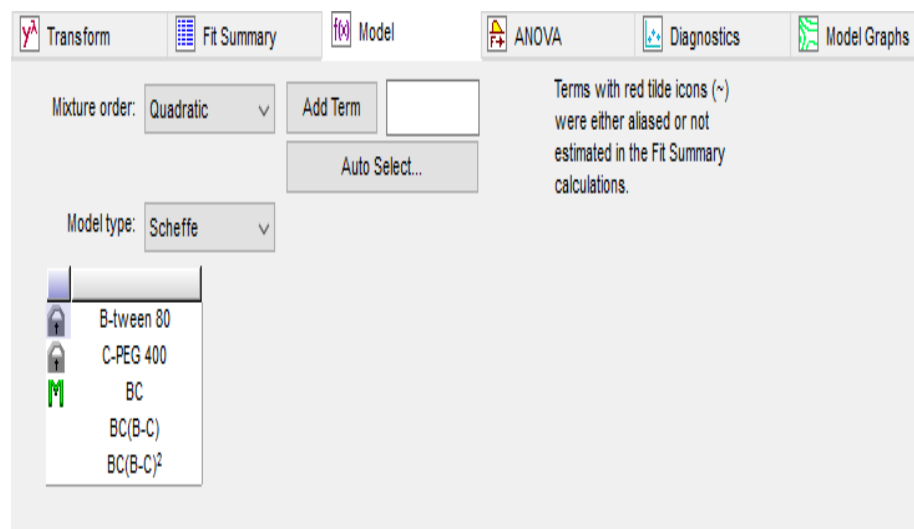 Transform
Fit Summary
f(x) Model
ANOVA
Diagnostics
Model Graphs
Mixture order: Quadratic
Add Term
Auto Select...
Terms with red tilde icons (~)
were either aliased or not
estimated in the Fit Summary
calculations.
Model type: Scheffe
B-tween 80
C-PEG 400
M BC
BC(B-C)
BC(B-C)²